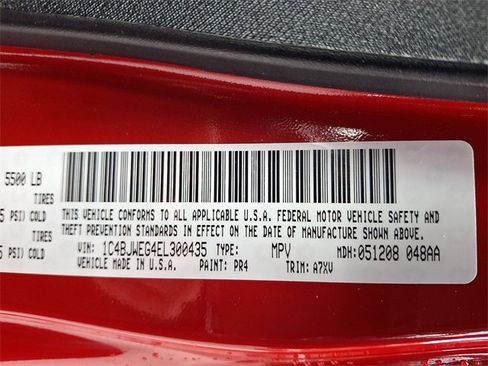 5500 LB
TIRES
PSI) COLD
TIRES
5 PSI) COLD
THIS VEHICLE CONFORMS TO ALL APPLICABLE U.S.A. FEDERAL MOTOR VEHICLE SAFETY AND
THEFT PREVENTION STANDARDS IN EFFECT ON THE DATE OF MANUFACTURE SHOWN ABOVE.
VIN: 1C4BJWEG4EL300435 TYPE: MPV MDH: 051208 048AA
VEHICLE MADE IN U.S.A. PAINT: PR4 TRIM: A7XV